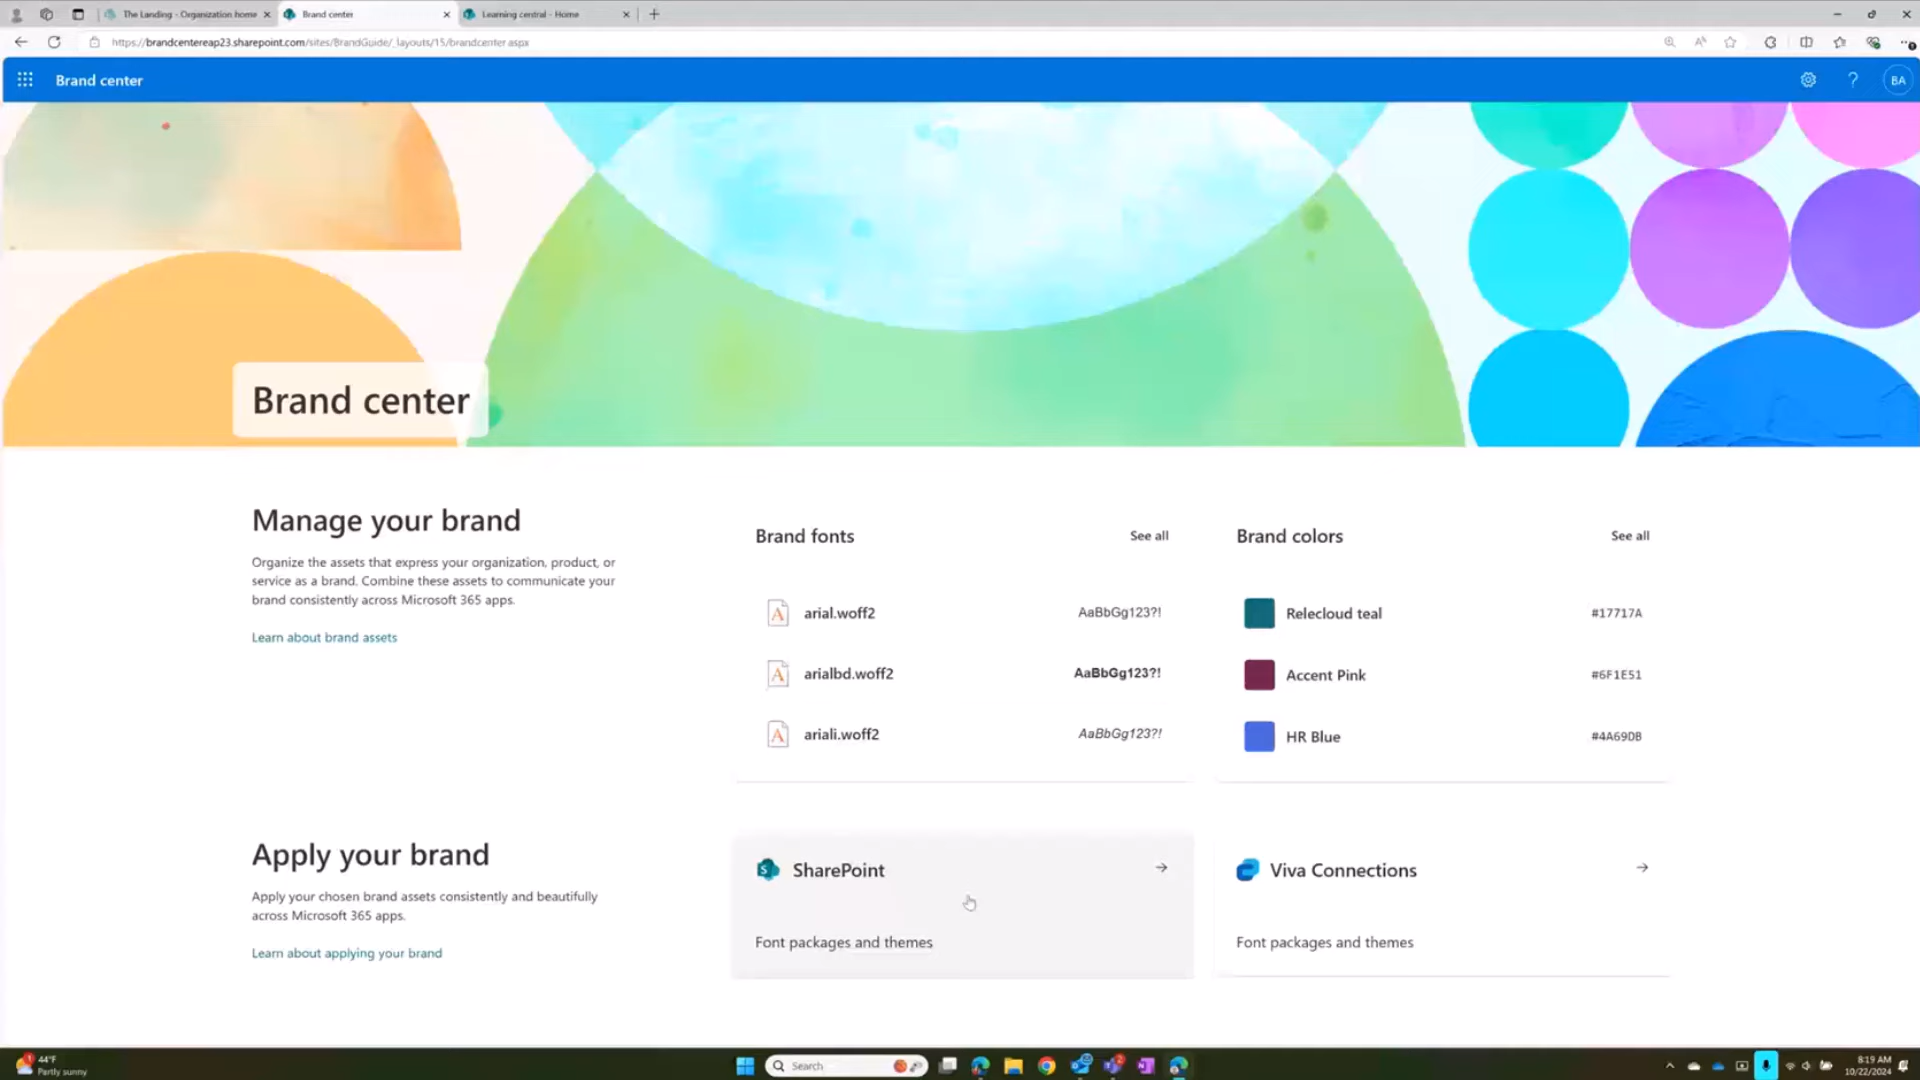 The Landing - Organization home
Brand center
Learning central - Home
https://brandcentereap23.sharepoint.com/sites/BrandGuide/_layouts/15/brandcenter.aspx
Brand center
BA
Brand center
Manage your brand
Organize the assets that express your organization, product, or
service as a brand. Combine these assets to communicate your
brand consistently across Microsoft 365 apps.
Learn about brand assets
Brand fonts
See all
arial.woff2
AaBbGg123?!
arialbd.woff2
AaBbGg123?!
ariali.woff2
AaBbGg123?!
Brand colors
See all
Relecloud teal
#17717A
Accent Pink
#6F1E51
HR Blue
#4A69DB
Apply your brand
Apply your chosen brand assets consistently and beautifully
across Microsoft 365 apps.
Learn about applying your brand
SharePoint
Font packages and themes
Viva Connections
Font packages and themes
44°F
Partly sunny
Search
8:19 AM
10/22/2024